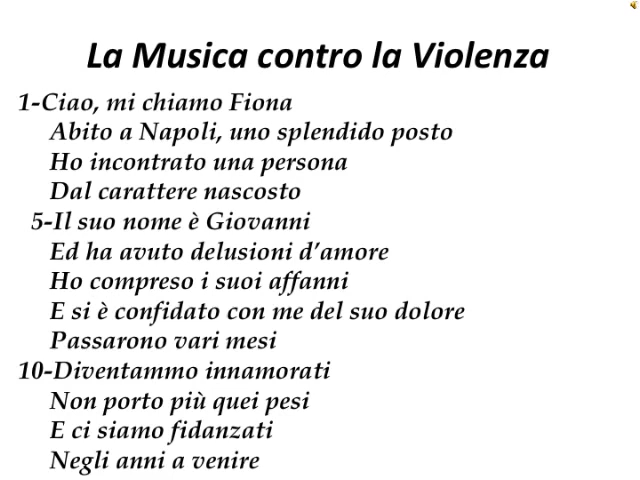 La Musica contro la Violenza
1-Ciao, mi chiamo Fiona
Abito a Napoli, uno splendido posto
Ho incontrato una persona
Dal carattere nascosto
5-Il suo nome è Giovanni
Ed ha avuto delusioni d’amore
Ho compreso i suoi affanni
E si è confidato con me del suo dolore
Passarono vari mesi
10-Diventammo innamorati
Non porto più quei pesi
E ci siamo fidanzati
Negli anni a venire